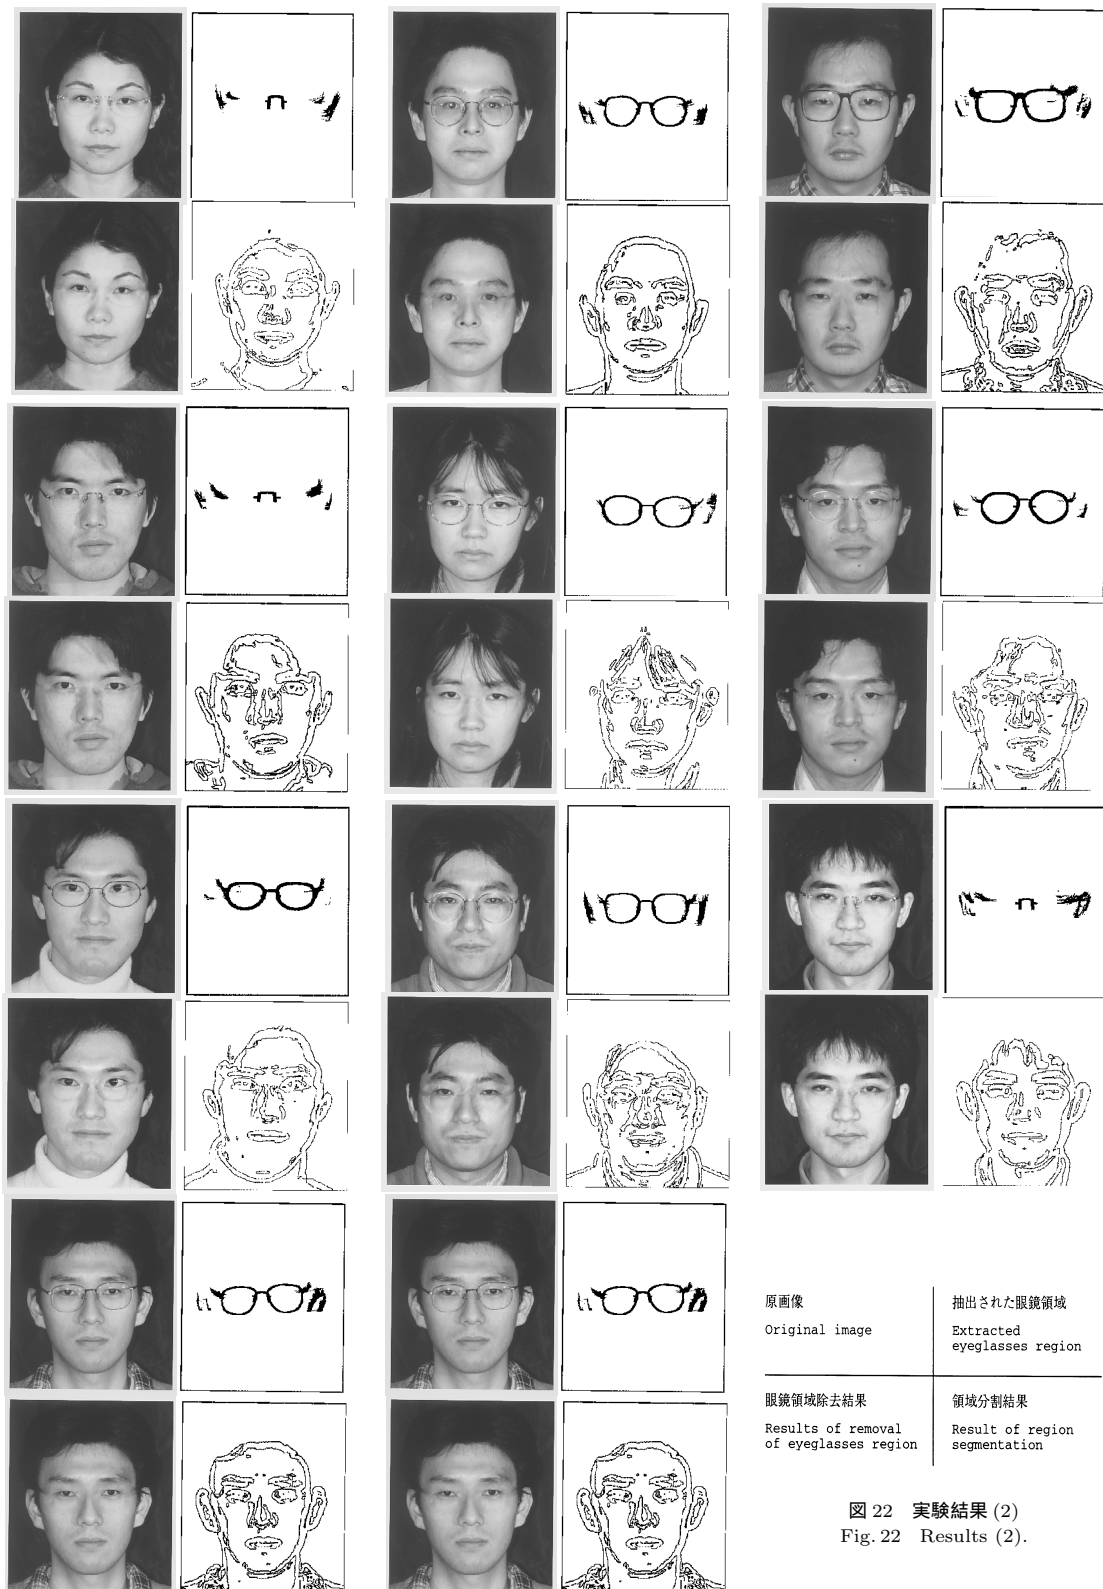 原画像
Original image
抽出された眼鏡領域
Extracted
eyeglasses region
眼鏡領域除去結果
Results of removal
of eyeglasses region
領域分割結果
Result of region
segmentation
図 22 実験結果 (2)
Fig. 22 Results (2).